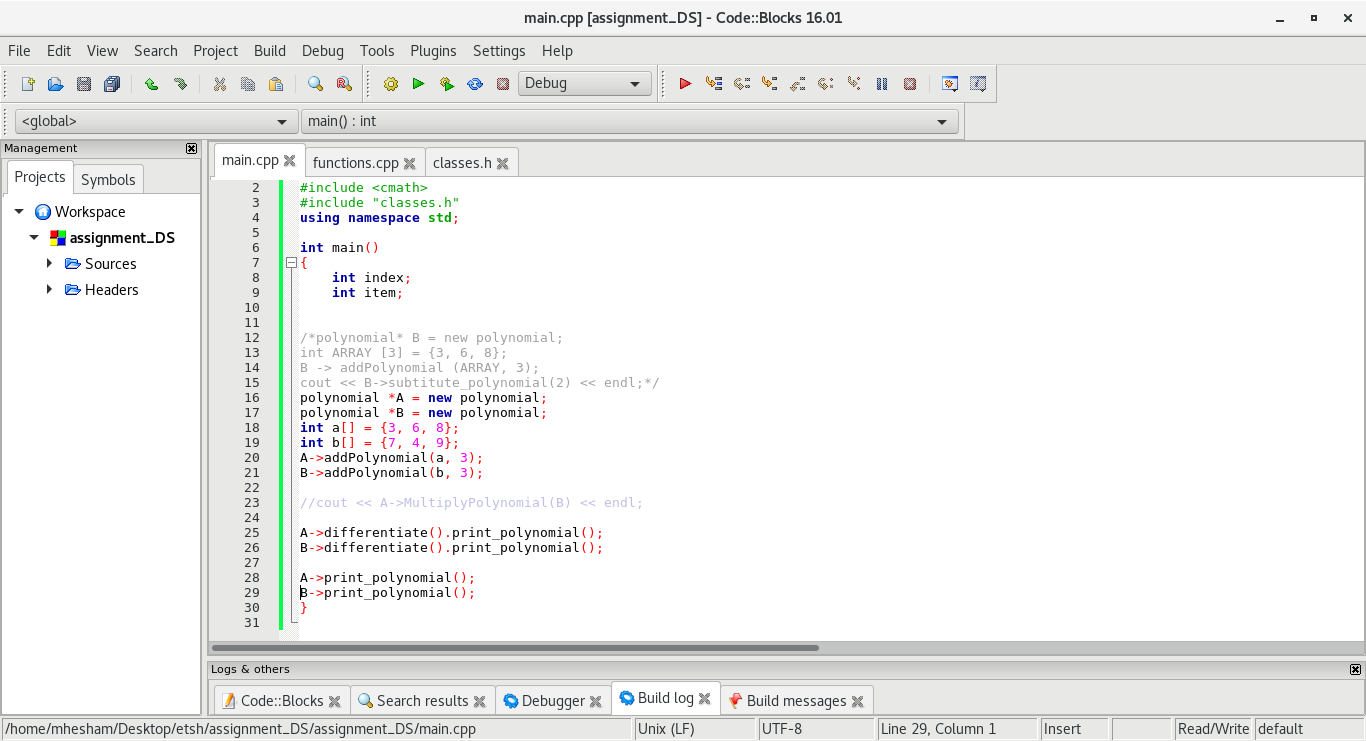 main.cpp [assignment_DS] - Code::Blocks 16.01
File Edit View Search Project Build Debug Tools Plugins Settings Help
Debug
<global> main() : int
Management
Projects Symbols
Workspace
assignment_DS
Sources
Headers
main.cpp functions.cpp classes.h
2 #include <cmath>
3 #include "classes.h"
4 using namespace std;
5
6 int main()
7 {
8     int index;
9     int item;
10
11
12 /*polynomial* B = new polynomial;
13 int ARRAY [3] = {3, 6, 8};
14 B -> addPolynomial (ARRAY, 3);
15 cout << B->subtitute_polynomial(2) << endl;*/
16 polynomial *A = new polynomial;
17 polynomial *B = new polynomial;
18 int a[] = {3, 6, 8};
19 int b[] = {7, 4, 9};
20 A->addPolynomial(a, 3);
21 B->addPolynomial(b, 3);
22
23 //cout << A->MultiplyPolynomial(B) << endl;
24
25 A->differentiate().print_polynomial();
26 B->differentiate().print_polynomial();
27
28 A->print_polynomial();
29 B->print_polynomial();
30 }
31
Logs & others
Code::Blocks Search results Debugger Build log Build messages
/home/mhesham/Desktop/etsh/assignment_DS/assignment_DS/main.cpp Unix (LF) UTF-8 Line 29, Column 1 Insert Read/Write default